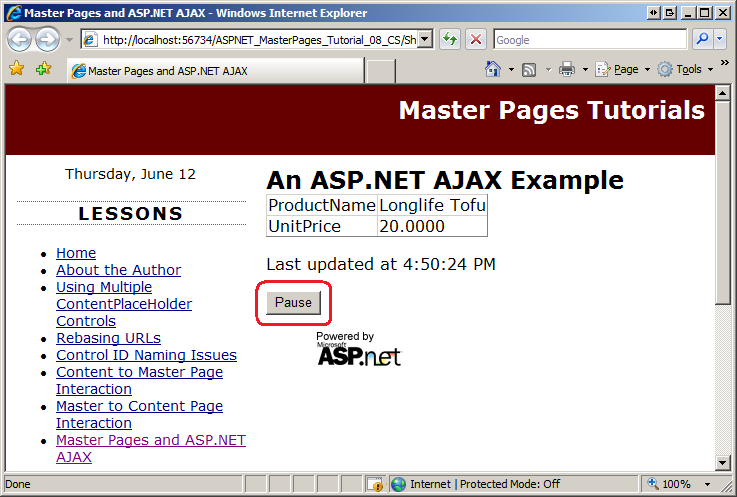 Master Pages and ASP.NET AJAX - Windows Internet Explorer
http://localhost:56734/ASPNET_MasterPages_Tutorial_08_CS/Sh
Google
Master Pages and ASP.NET AJAX
Page
Tools
Master Pages Tutorials
Thursday, June 12
LESSONS
Home
About the Author
Using Multiple
ContentPlaceHolder
Controls
Rebasing URLs
Control ID Naming Issues
Content to Master Page
Interaction
Master to Content Page
Interaction
Master Pages and ASP.NET
AJAX
An ASP.NET AJAX Example
ProductName Longlife Tofu
UnitPrice 20.0000
Last updated at 4:50:24 PM
Pause
Powered by
Microsoft
ASP.net
Done
Internet | Protected Mode: Off
100%